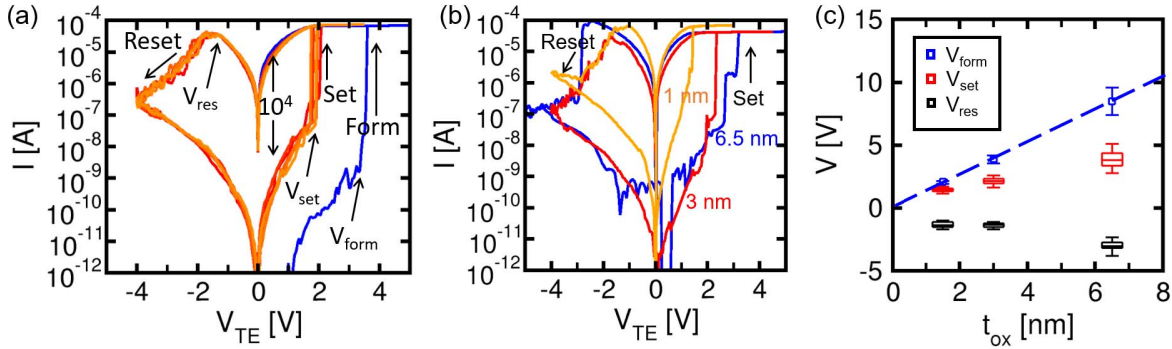 (a)
10⁻⁴
10⁻⁵
10⁻⁶
10⁻⁷
10⁻⁸
10⁻⁹
10⁻¹⁰
10⁻¹¹
10⁻¹²
I [A]
Reset
V_res
10⁴
Set
Form
V_set
V_form
-4 -2 0 2 4
V_TE [V]
(b)
10⁻⁴
10⁻⁵
10⁻⁶
10⁻⁷
10⁻⁸
10⁻⁹
10⁻¹⁰
10⁻¹¹
10⁻¹²
I [A]
Reset
1 nm
Set
6.5 nm
3 nm
-4 -2 0 2 4
V_TE [V]
(c)
15
10
5
0
-5
V [V]
V_form
V_set
V_res
0 2 4 6 8
t_ox [nm]